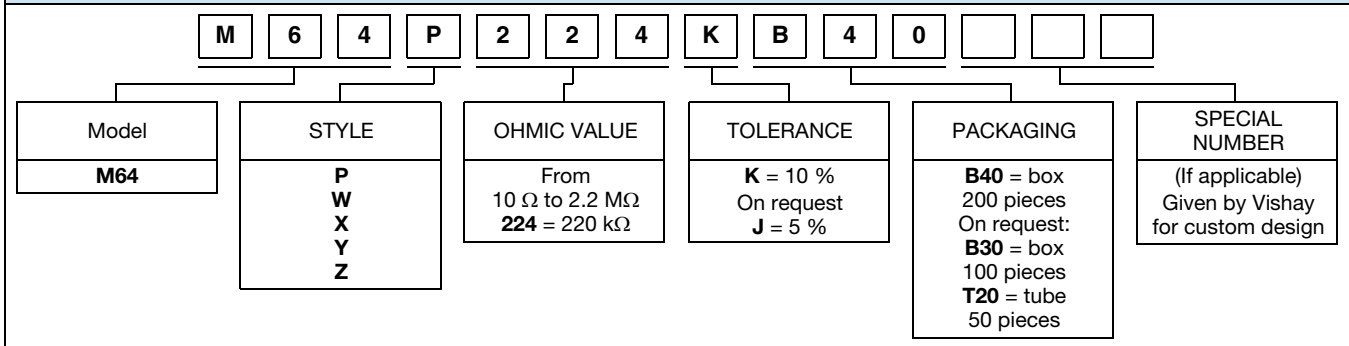 M 6 4 P 2 2 4 K B 4 0
Model
M64
STYLE
P
W
X
Y
Z
OHMIC VALUE
From
10 Ω to 2.2 MΩ
224 = 220 kΩ
TOLERANCE
K = 10 %
On request
J = 5 %
PACKAGING
B40 = box
200 pieces
On request:
B30 = box
100 pieces
T20 = tube
50 pieces
SPECIAL
NUMBER
(If applicable)
Given by Vishay
for custom design